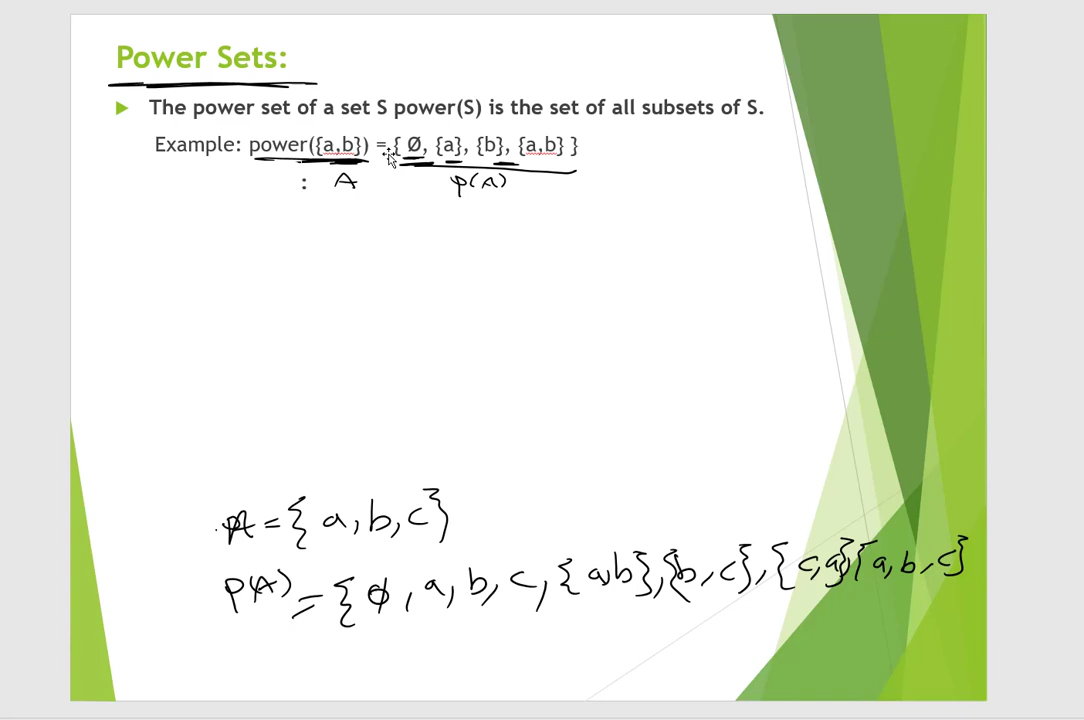 Power Sets:
The power set of a set S power(S) is the set of all subsets of S.
Example: power({a,b}) = { Ø, {a}, {b}, {a,b} }
: A p(A)
A = { a, b, c }
P(A) = { ϕ, a, b, c, { a,b }, { b, c }, { c, a } { a, b, c }